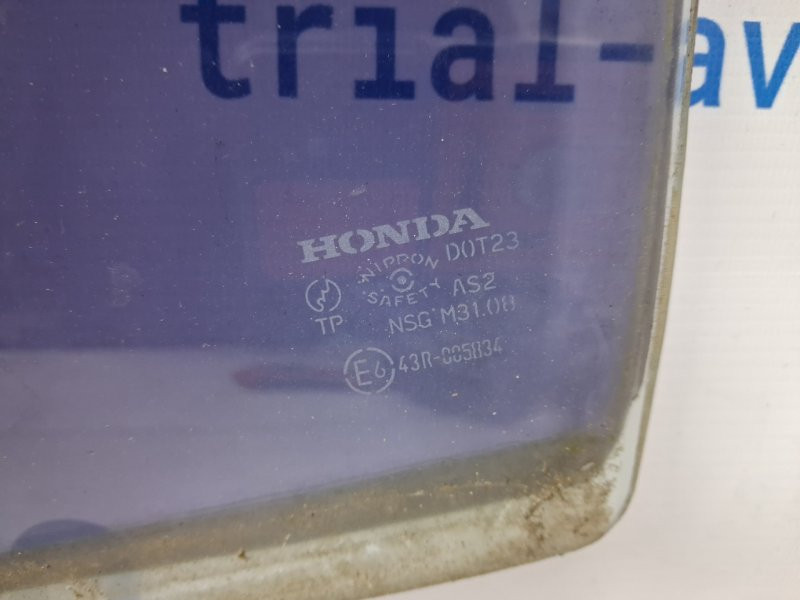 trial-av
HONDA
NIPPON DOT23
SAFETY AS2
TP NSG M31.08
E6 43R-005834